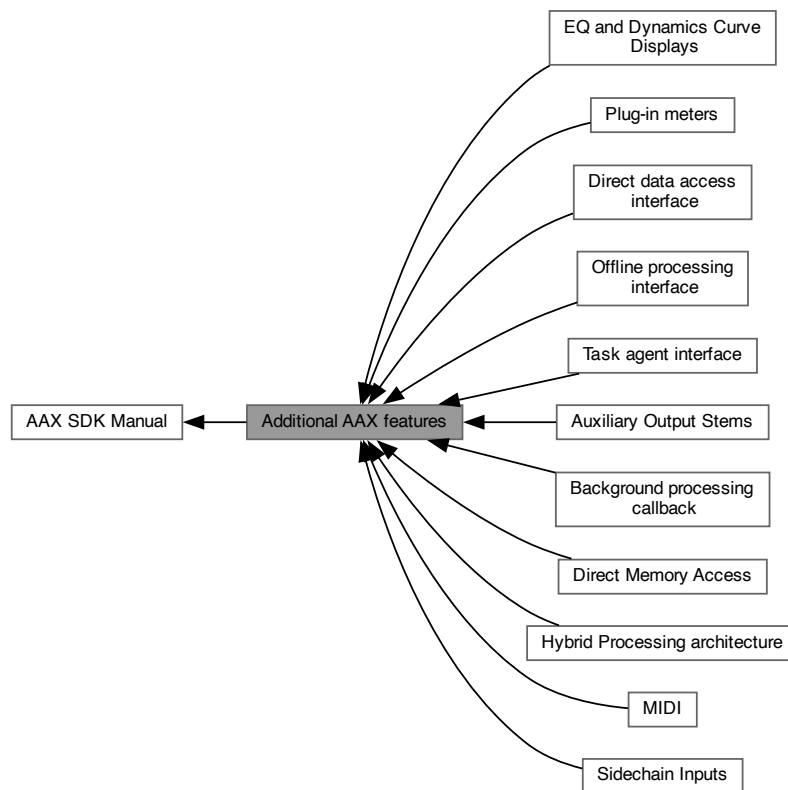 EQ and Dynamics Curve
Displays
Plug-in meters
Direct data access
interface
Offline processing
interface
Task agent interface
AAX SDK Manual
Additional AAX features
Auxiliary Output Stems
Background processing
callback
Direct Memory Access
Hybrid Processing architecture
MIDI
Sidechain Inputs